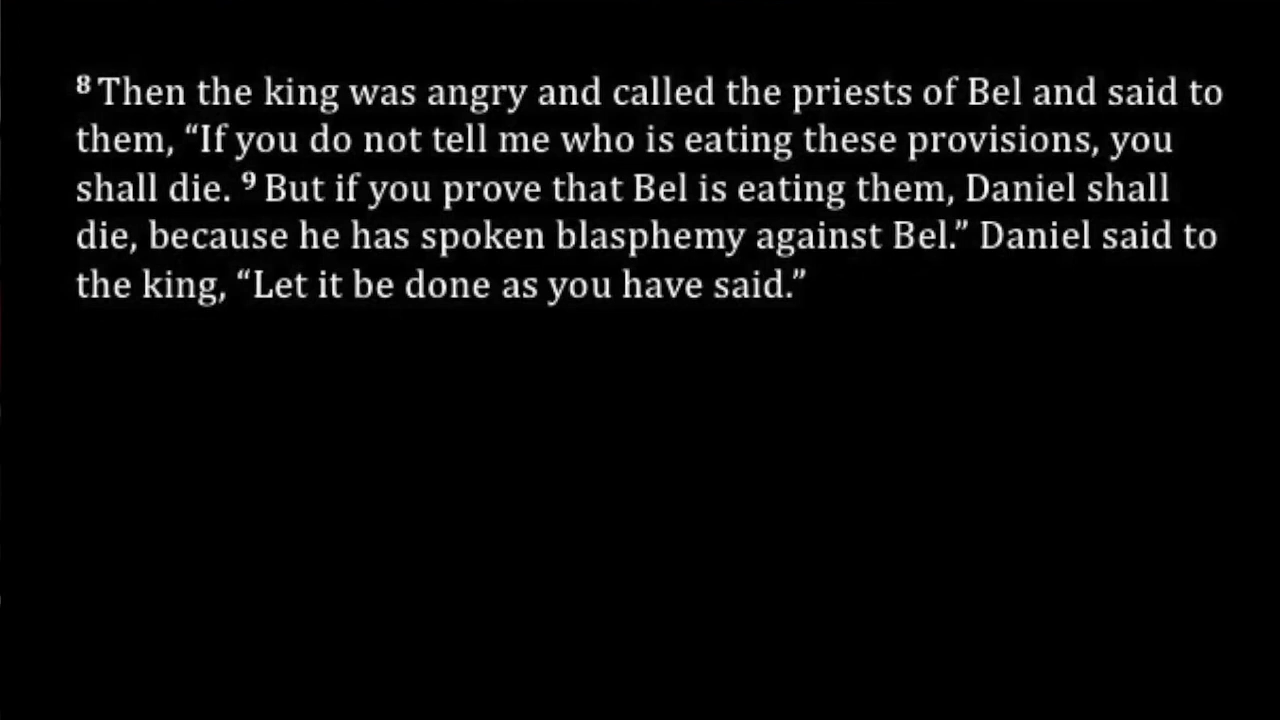 ⁸ Then the king was angry and called the priests of Bel and said to
them, “If you do not tell me who is eating these provisions, you
shall die. ⁹ But if you prove that Bel is eating them, Daniel shall
die, because he has spoken blasphemy against Bel.” Daniel said to
the king, “Let it be done as you have said.”